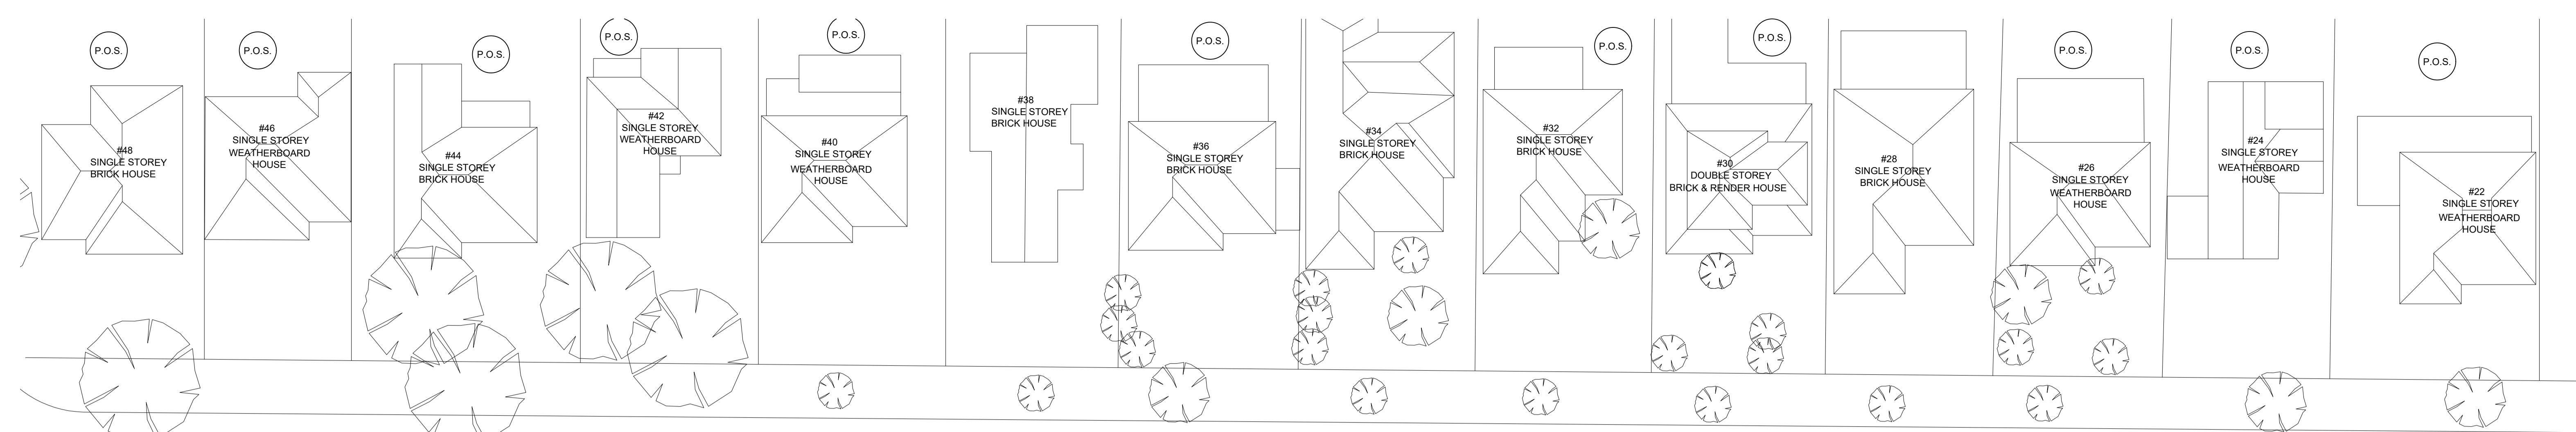 P.O.S.
P.O.S.
P.O.S.
P.O.S.
P.O.S.
P.O.S.
P.O.S.
P.O.S.
P.O.S.
P.O.S.
P.O.S.
#48
SINGLE STOREY
BRICK HOUSE
#46
SINGLE STOREY
WEATHERBOARD
HOUSE
#44
SINGLE STOREY
BRICK HOUSE
#42
SINGLE STOREY
WEATHERBOARD
HOUSE
#40
SINGLE STOREY
WEATHERBOARD
HOUSE
#38
SINGLE STOREY
BRICK HOUSE
#36
SINGLE STOREY
BRICK HOUSE
#34
SINGLE STOREY
BRICK HOUSE
#32
SINGLE STOREY
BRICK HOUSE
#30
DOUBLE STOREY
BRICK & RENDER HOUSE
#28
SINGLE STOREY
BRICK HOUSE
#26
SINGLE STOREY
WEATHERBOARD
HOUSE
#24
SINGLE STOREY
WEATHERBOARD
HOUSE
#22
SINGLE STOREY
WEATHERBOARD
HOUSE